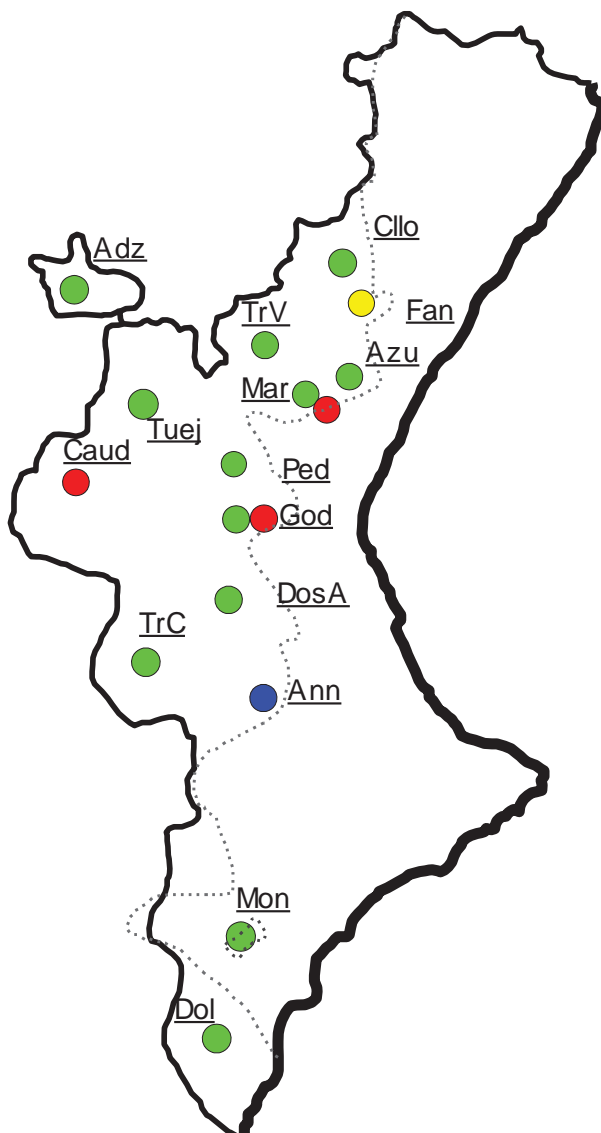 Cllo
Adz
Fan
TrV
Azu
Mar
Tuej
Caud
Ped
God
DosA
TrC
Ann
Mon
Dol